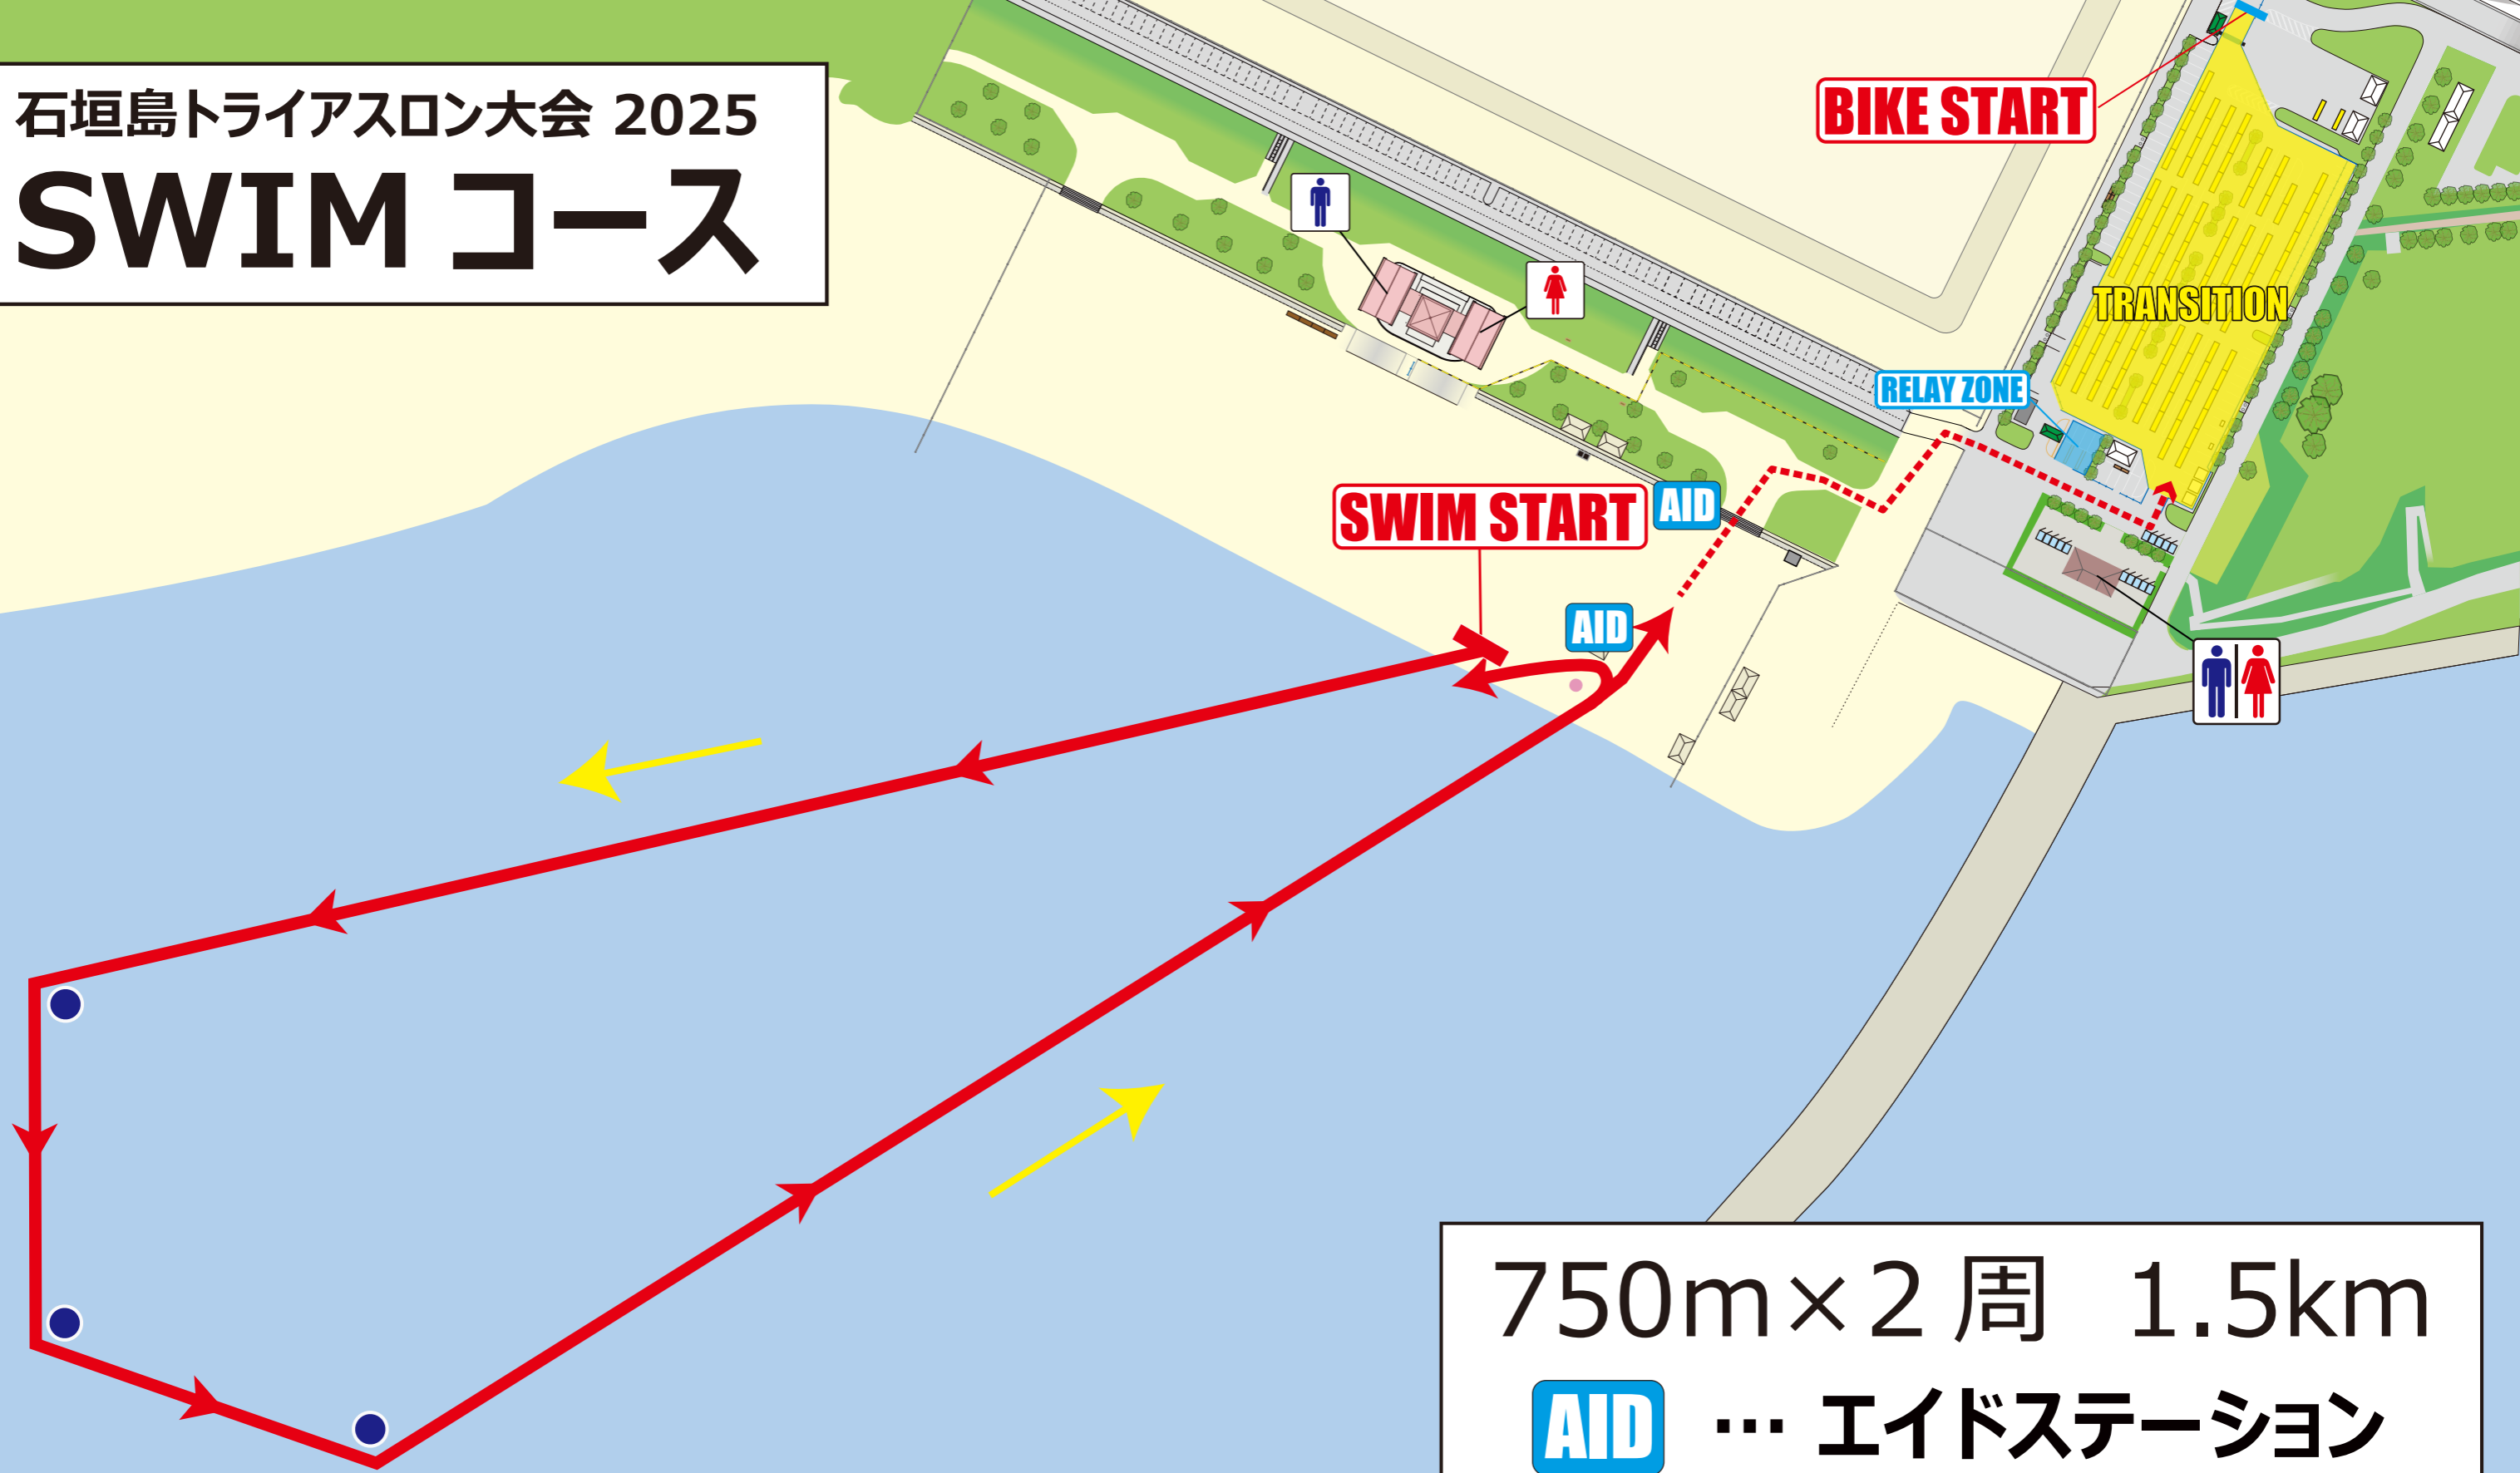 石垣島トライアスロン大会 2025
SWIM コース
BIKE START
TRANSITION
RELAY ZONE
SWIM START
AID
AID
750m×2 周 1.5km
AID … エイドステーション